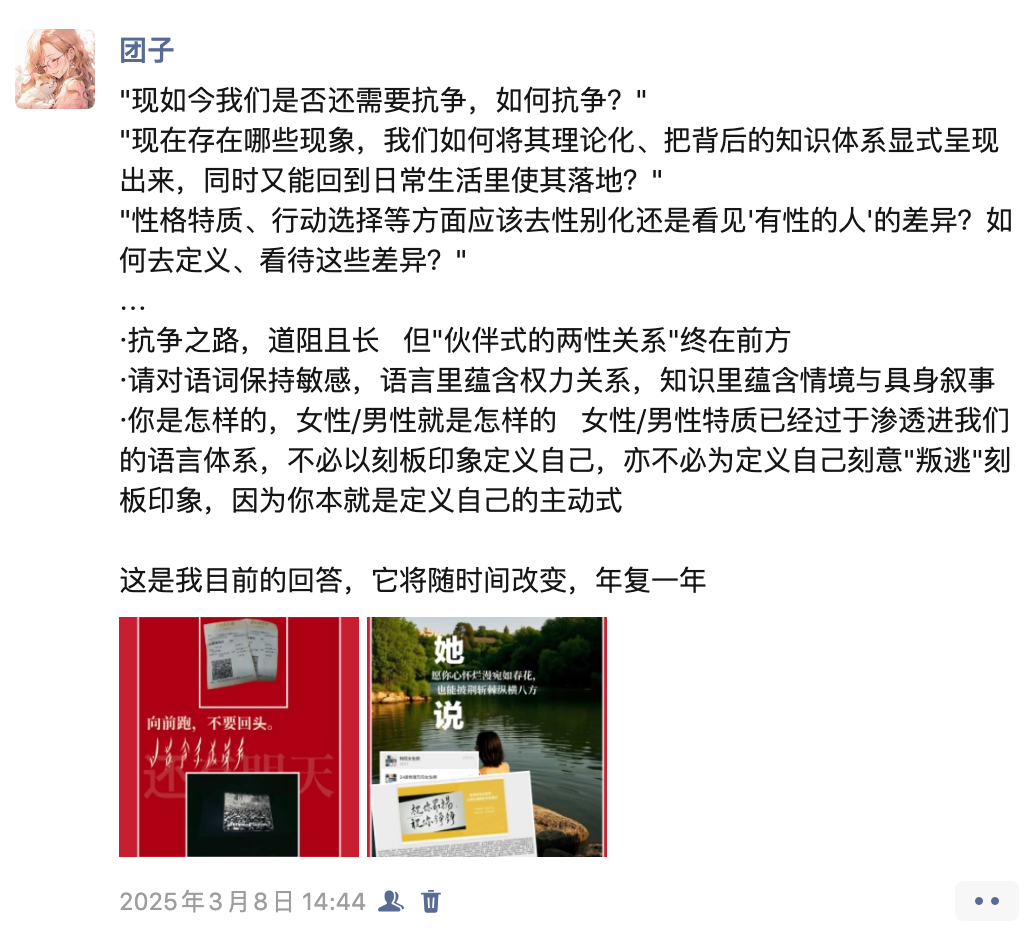 团子
"现如今我们是否还需要抗争，如何抗争？"
"现在存在哪些现象，我们如何将其理论化、把背后的知识体系显式呈现
出来，同时又能回到日常生活里使其落地？"
"性格特质、行动选择等方面应该去性别化还是看见'有性的人'的差异？如
何去定义、看待这些差异？"
...
·抗争之路，道阻且长   但"伙伴式的两性关系"终在前方
·请对语词保持敏感，语言里蕴含权力关系，知识里蕴含情境与具身叙事
·你是怎样的，女性/男性就是怎样的   女性/男性特质已经过于渗透进我们
的语言体系，不必以刻板印象定义自己，亦不必为定义自己刻意"叛逃"刻
板印象，因为你本就是定义自己的主动式
这是我目前的回答，它将随时间改变，年复一年
向前跑，不要回头。
明天
她
愿你心怀烂漫宛如春花，
也能披荆斩棘纵横八方
说
祝你昂扬
祝你铮铮
2025年3月8日 14:44